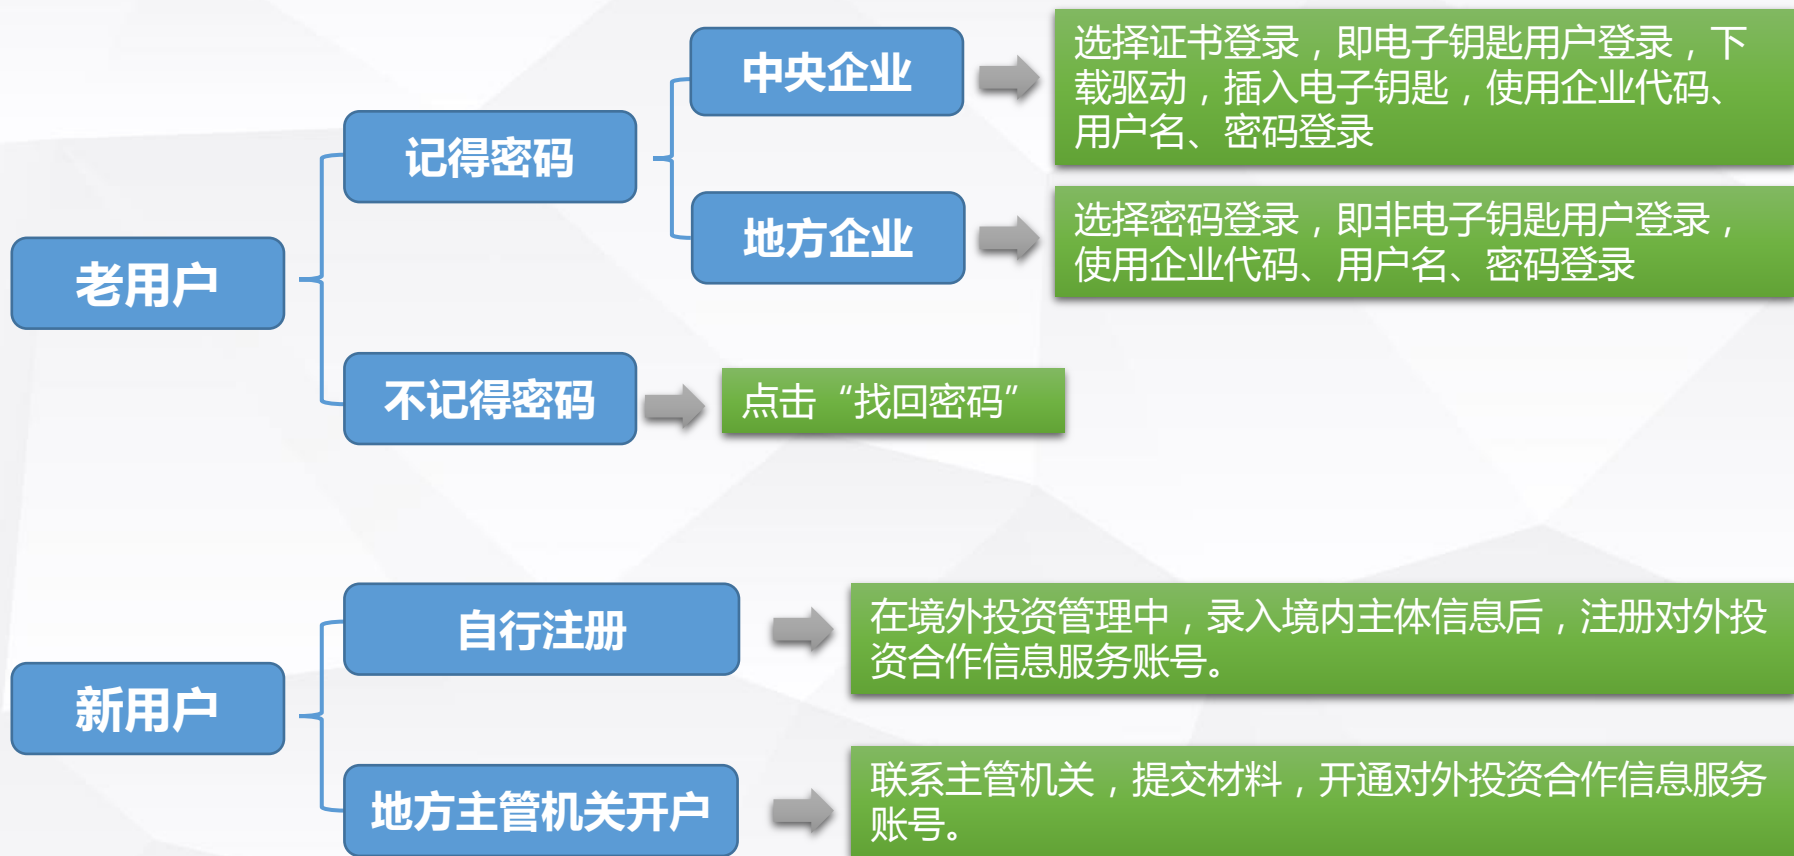 老用户
记得密码
中央企业
选择证书登录，即电子钥匙用户登录，下
载驱动，插入电子钥匙，使用企业代码、
用户名、密码登录
地方企业
选择密码登录，即非电子钥匙用户登录，
使用企业代码、用户名、密码登录
不记得密码
点击“找回密码”
新用户
自行注册
在境外投资管理中，录入境内主体信息后，注册对外投
资合作信息服务账号。
地方主管机关开户
联系主管机关，提交材料，开通对外投资合作信息服务
账号。